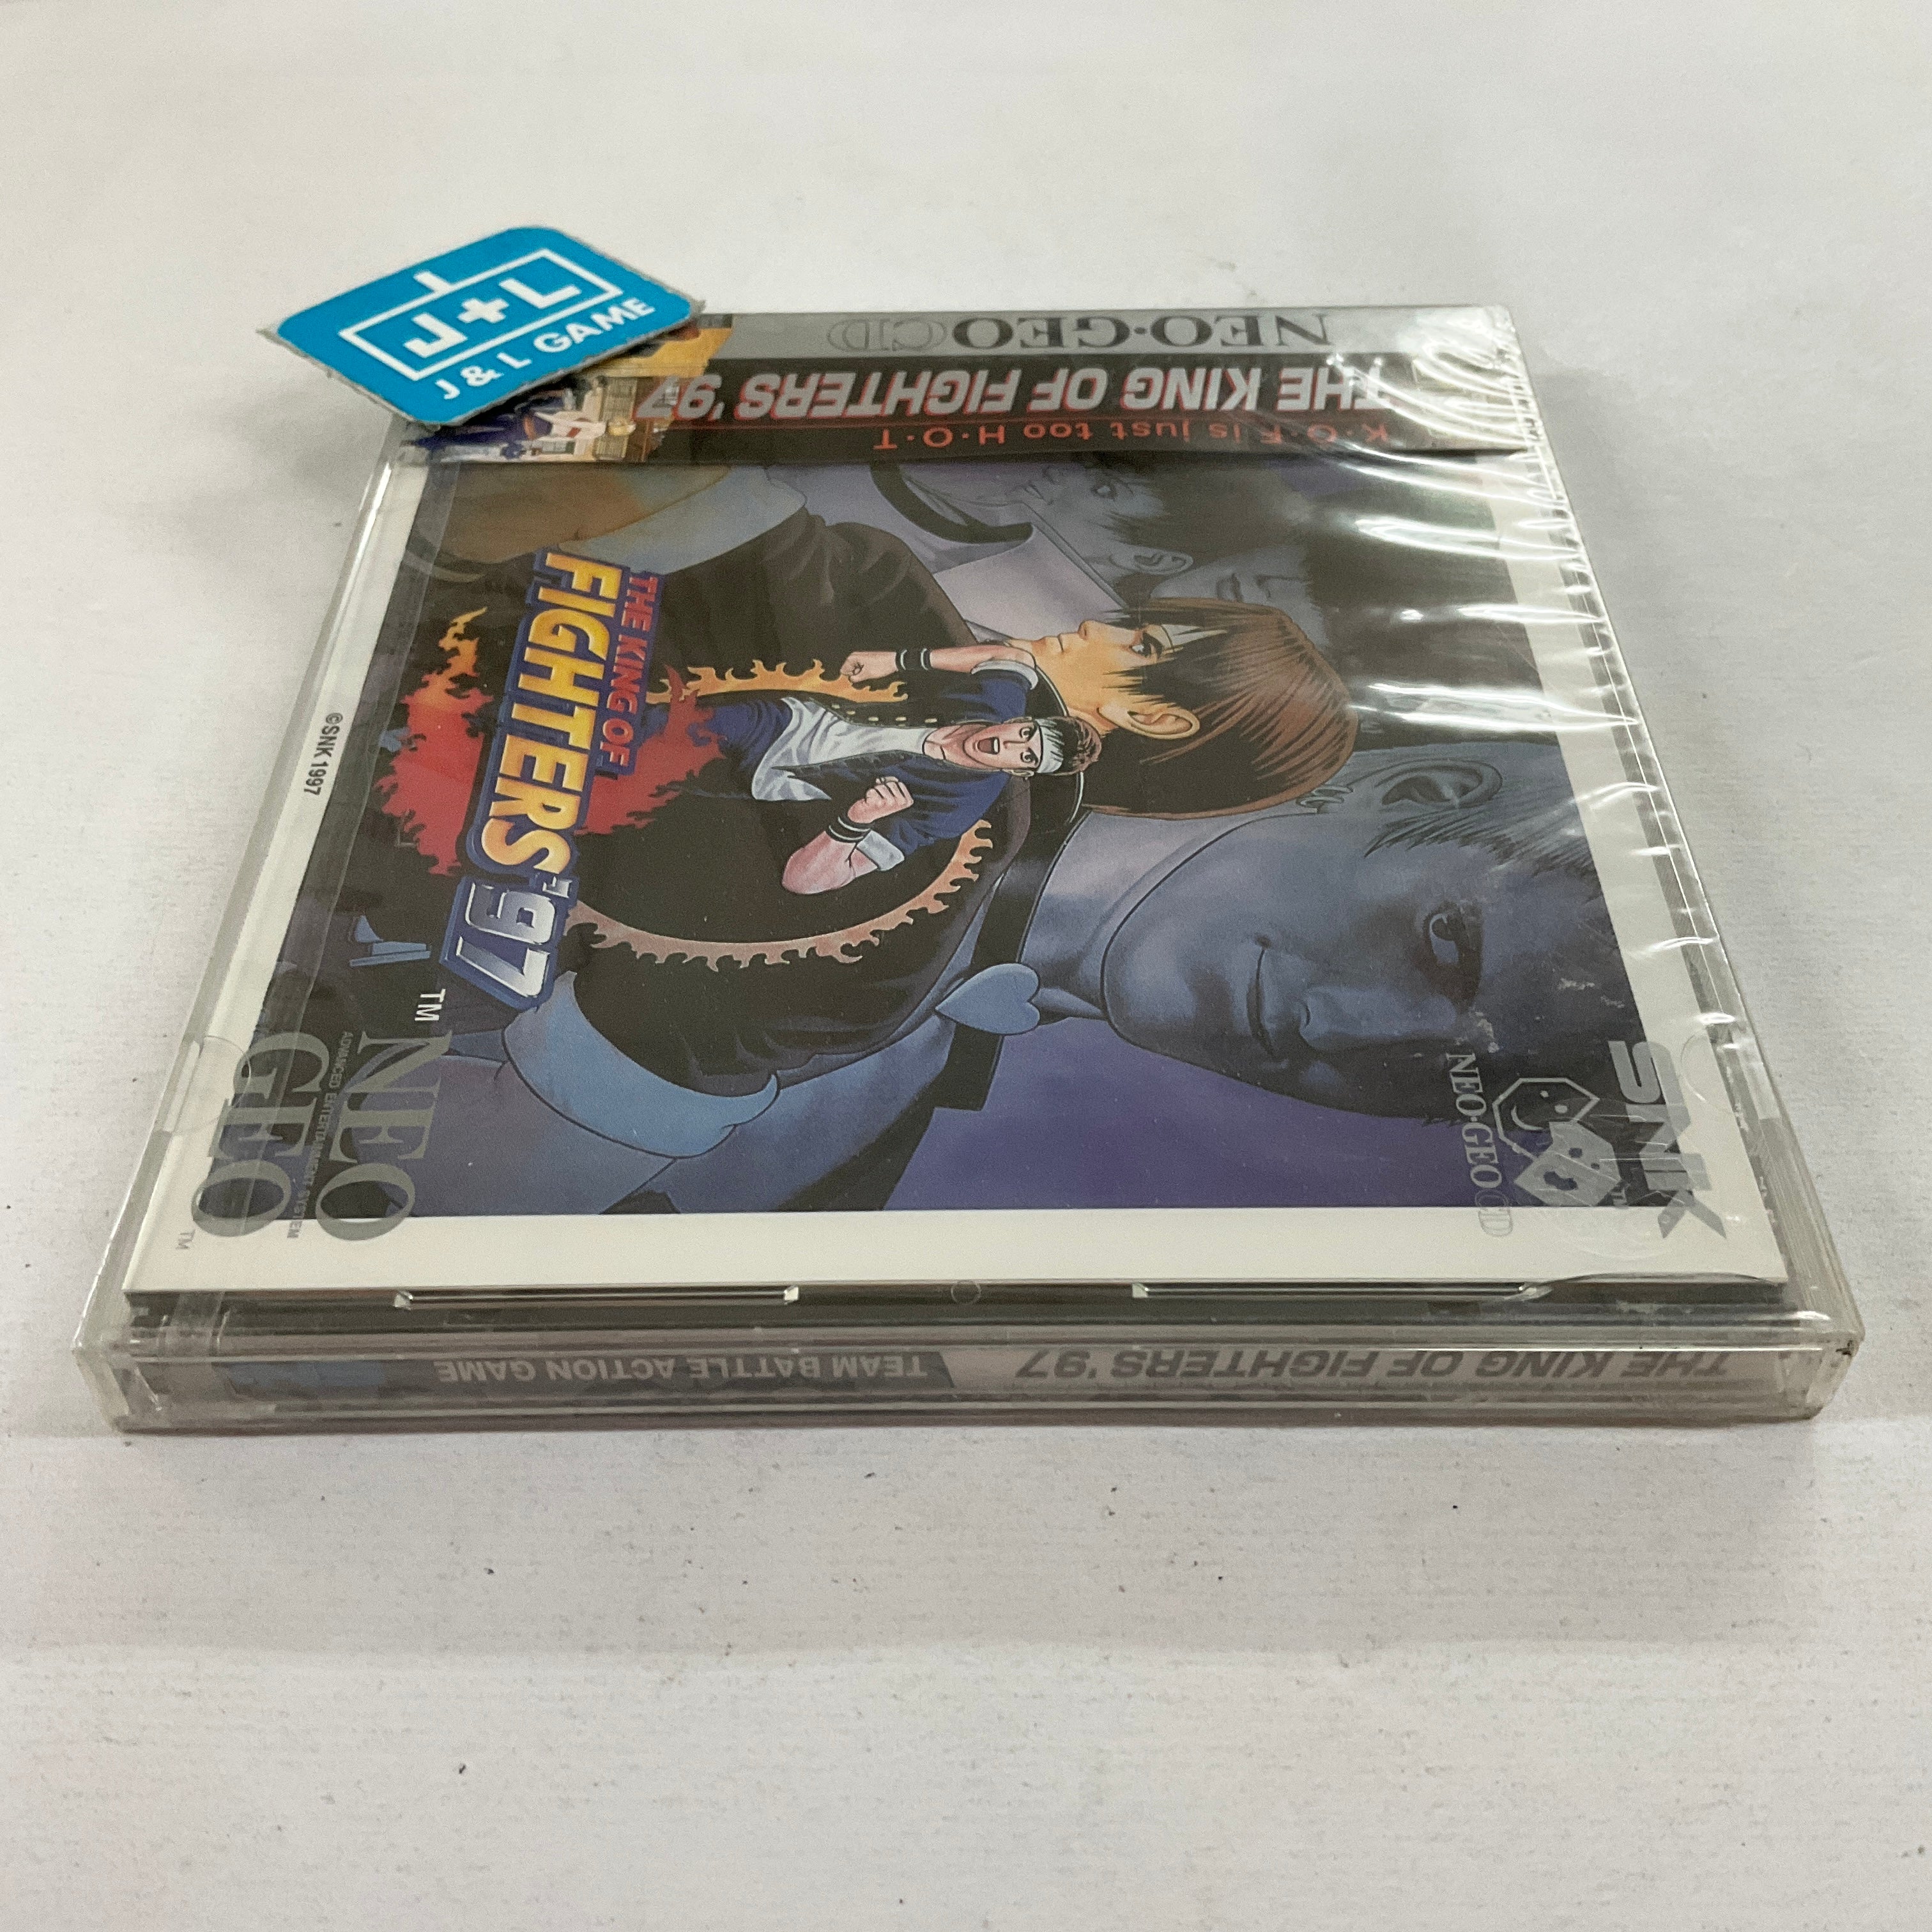 J+L
J & L GAME
NEO•GEO CD
THE KING OF FIGHTERS '97
K•O•F is just too H•O•T
THE KING OF
FIGHTERS '97
TM
©SNK 1997
NEO
ADVANCED ENTERTAINMENT SYSTEM
GEO
TM
SNK
TM
NEO•GEO CD
THE KING OF FIGHTERS '97
TEAM BATTLE ACTION GAME